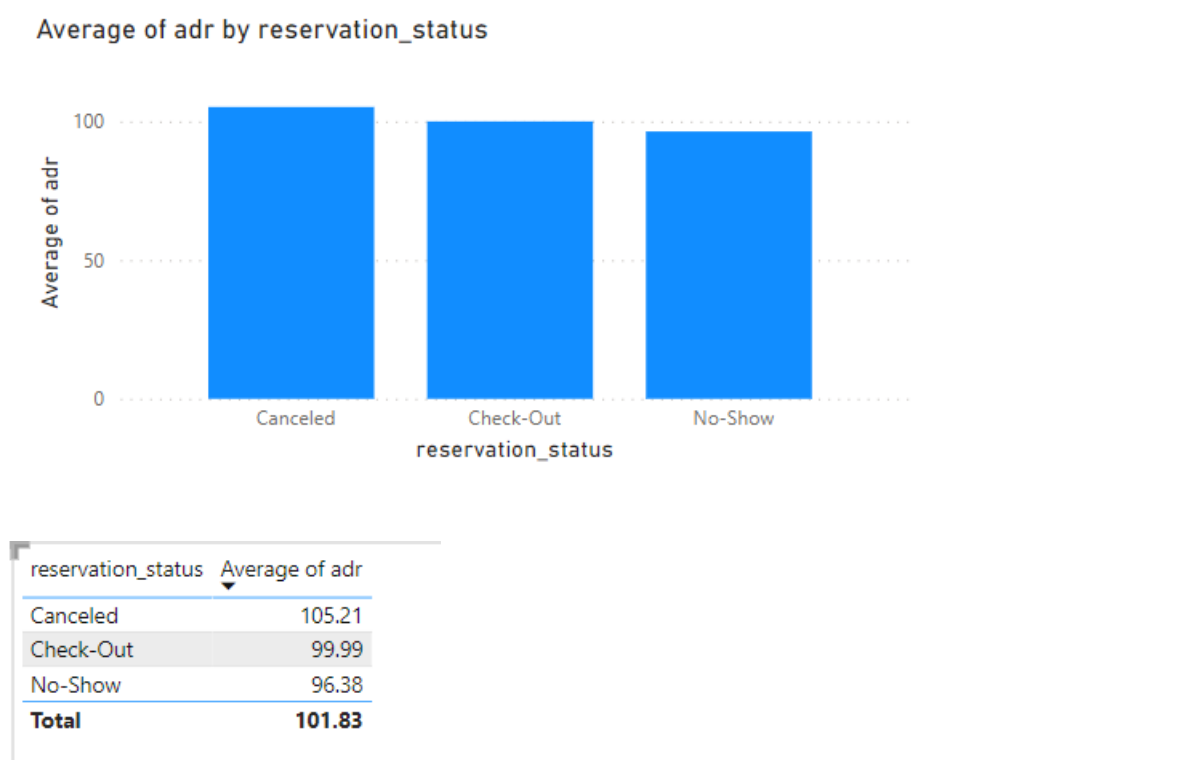 Average of adr by reservation_status
100
50
0
Average of adr
Canceled Check-Out No-Show
reservation_status
reservation_status Average of adr
Canceled 105.21
Check-Out 99.99
No-Show 96.38
Total 101.83